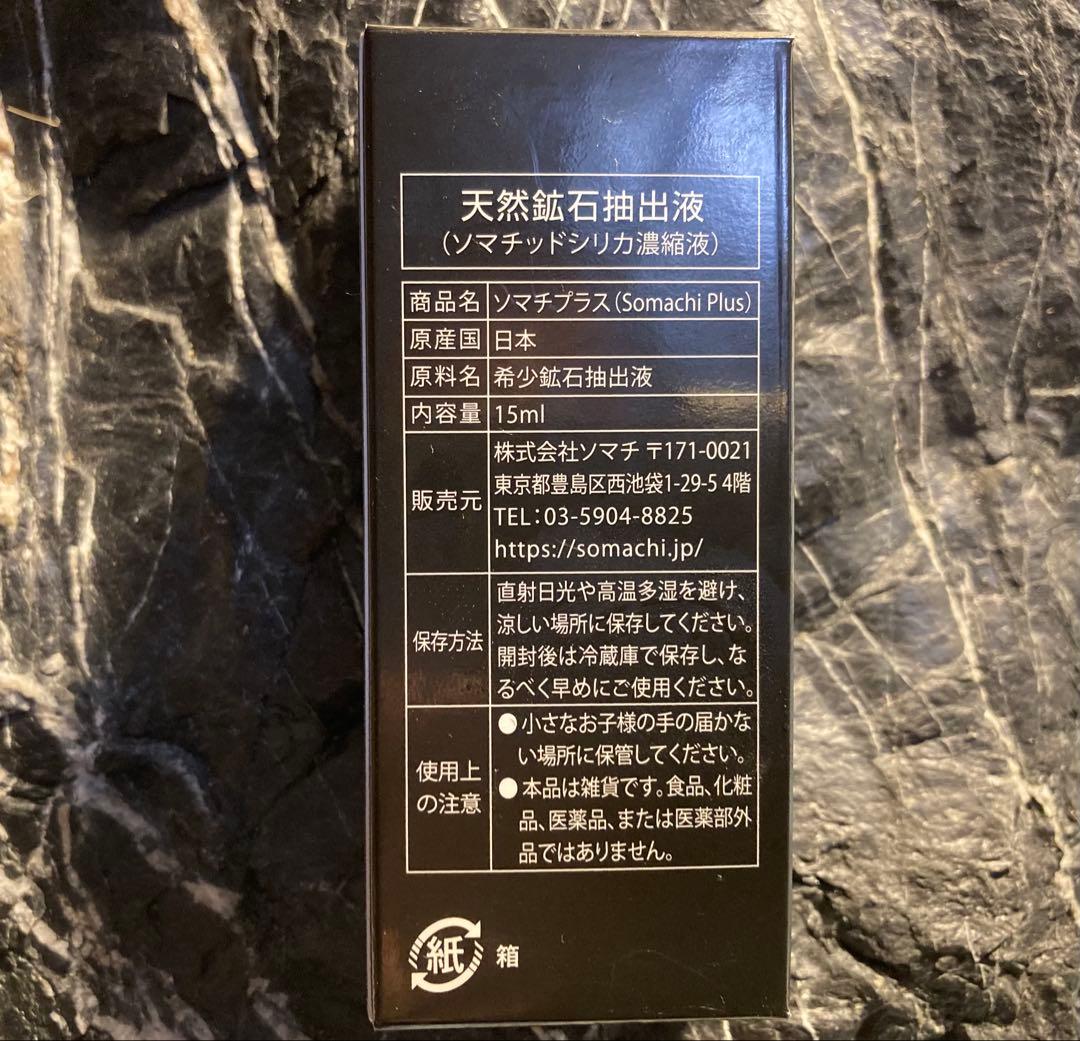 天然鉱石抽出液
(ソマチッドシリカ濃縮液)
商品名 ソマチプラス(Somachi Plus)
原産国 日本
原料名 希少鉱石抽出液
内容量 15ml
販売元
株式会社ソマチ 〒171-0021
東京都豊島区西池袋1-29-5 4階
TEL:03-5904-8825
https://somachi.jp/
保存方法
直射日光や高温多湿を避け、
涼しい場所に保存してください。
開封後は冷蔵庫で保存し、な
るべく早めにご使用ください。
使用上
の注意
●小さなお子様の手の届かな
い場所に保管してください。
●本品は雑貨です。食品、化粧
品、医薬品、または医薬部外
品ではありません。
紙 箱